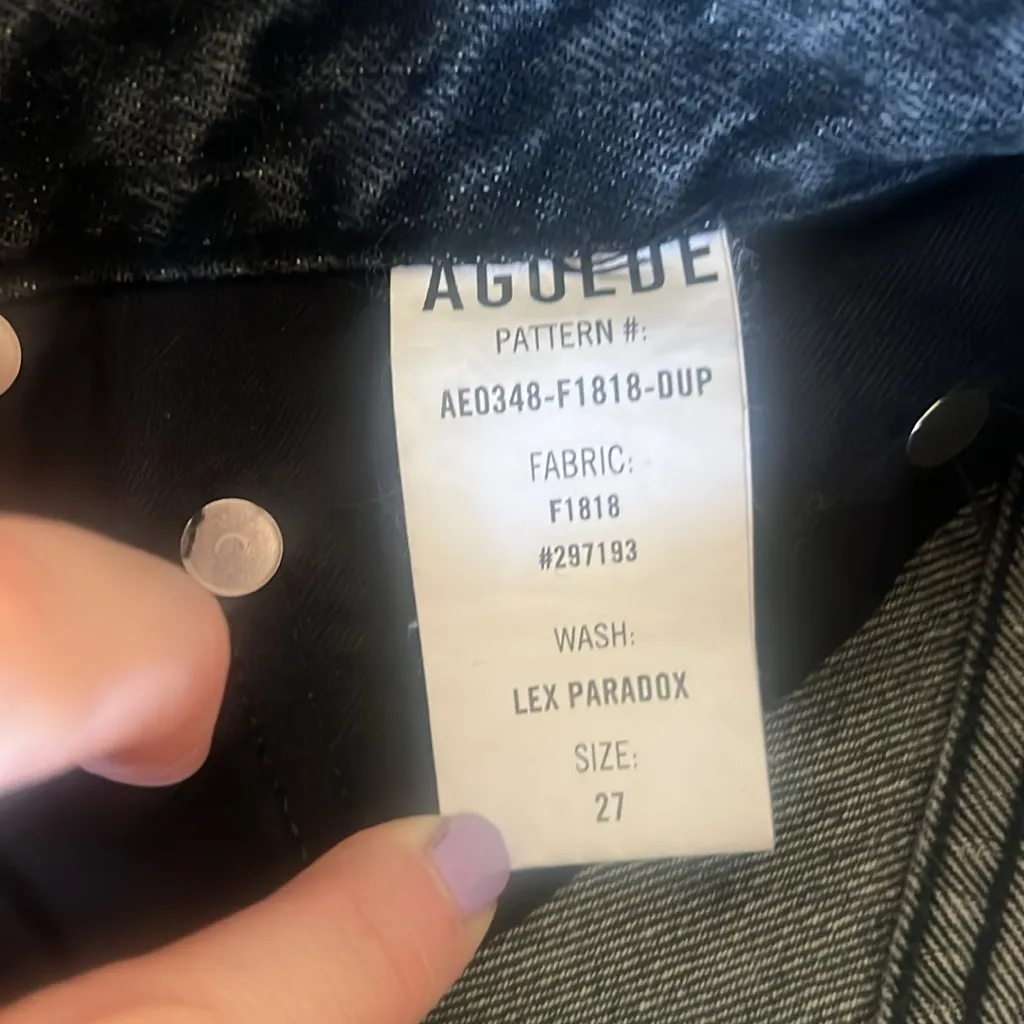 AGOLDE
PATTERN #:
AE0348-F1818-DUP
FABRIC:
F1818
#297193
WASH:
LEX PARADOX
SIZE:
27